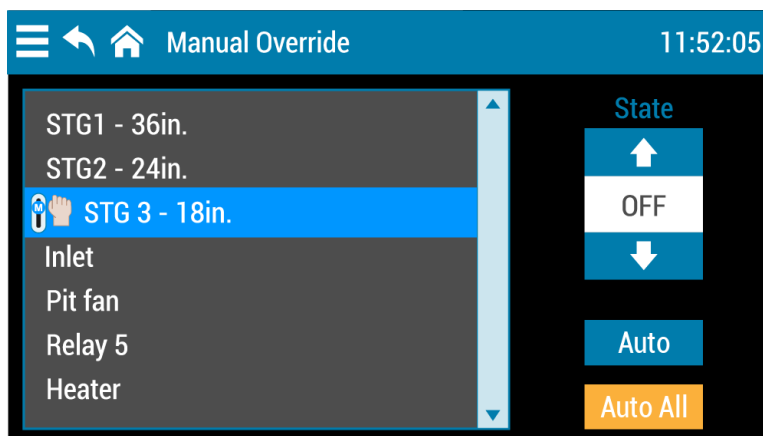 Manual Override 11:52:05
STG1 - 36in.
STG2 - 24in.
M STG 3 - 18in.
Inlet
Pit fan
Relay 5
Heater
State
OFF
Auto
Auto All